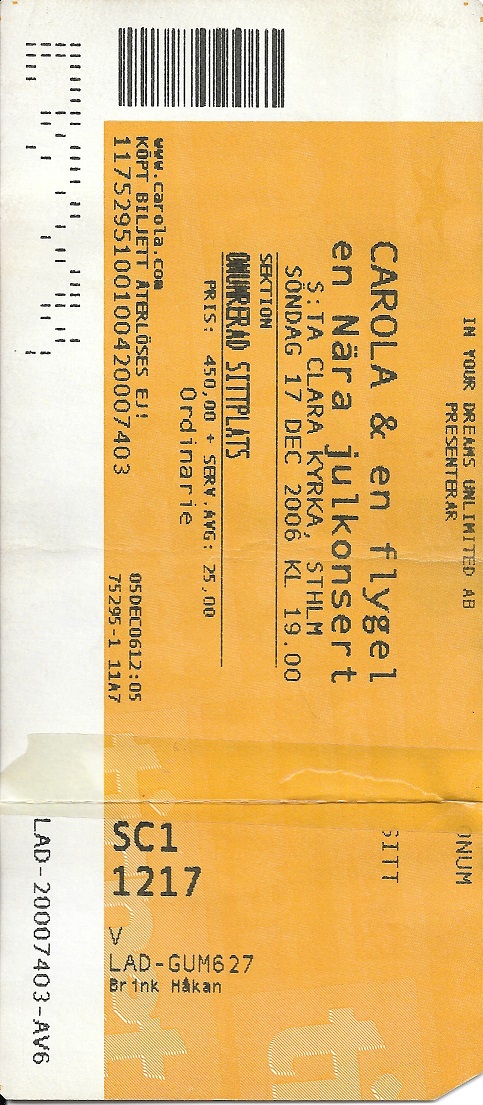 IN YOUR DREAMS UNLIMITED AB
PRESENTERAR
CAROLA & en flygel
en Nära julkonsert
S:TA CLARA KYRKA, STHLM
SÖNDAG 17 DEC 2006 KL 19.00
SEKTION
ONUMRERAD SITTPLATS
PRIS: 450,00 + SERV.AVG: 25,00
Ordinarie
www.carola.com
KÖPT BILJETT ÅTERLÖSES EJ!
1175295100100420007403
05DEC0612:05
75295-1 11A7
ONUM
SITT
SC1
1217
V
LAD-GUM627
Brink Håkan
LAD-20007403-AV6